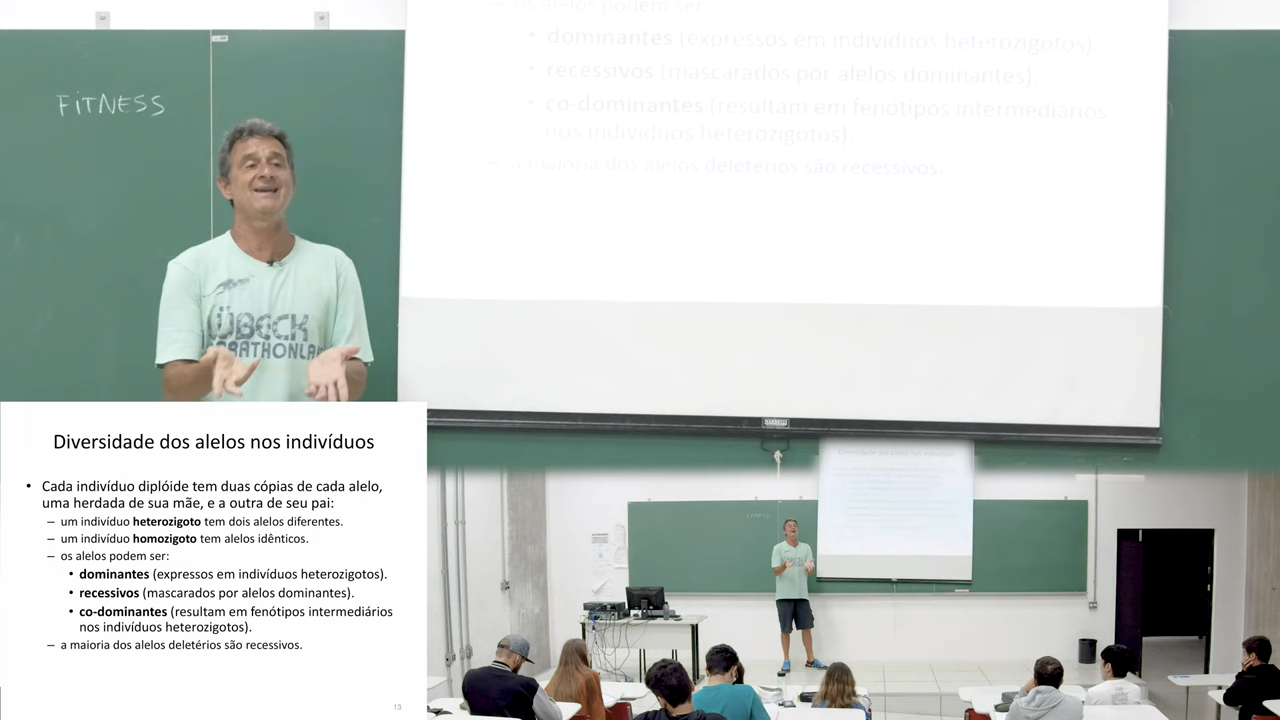 FITNESS
os alelos podem ser:
• dominantes (expressos em indivíduos heterozigotos)
• recessivos (mascarados por alelos dominantes).
• co-dominantes (resultam em fenótipos intermediários
nos indivíduos heterozigotos).
– a maioria dos alelos deletérios são recessivos.
LÜBECK
Diversidade dos alelos nos indivíduos
• Cada indivíduo diplóide tem duas cópias de cada alelo,
uma herdada de sua mãe, e a outra de seu pai:
– um indivíduo heterozigoto tem dois alelos diferentes.
– um indivíduo homozigoto tem alelos idênticos.
– os alelos podem ser:
• dominantes (expressos em indivíduos heterozigotos).
• recessivos (mascarados por alelos dominantes).
• co-dominantes (resultam em fenótipos intermediários
nos indivíduos heterozigotos).
– a maioria dos alelos deletérios são recessivos.
13